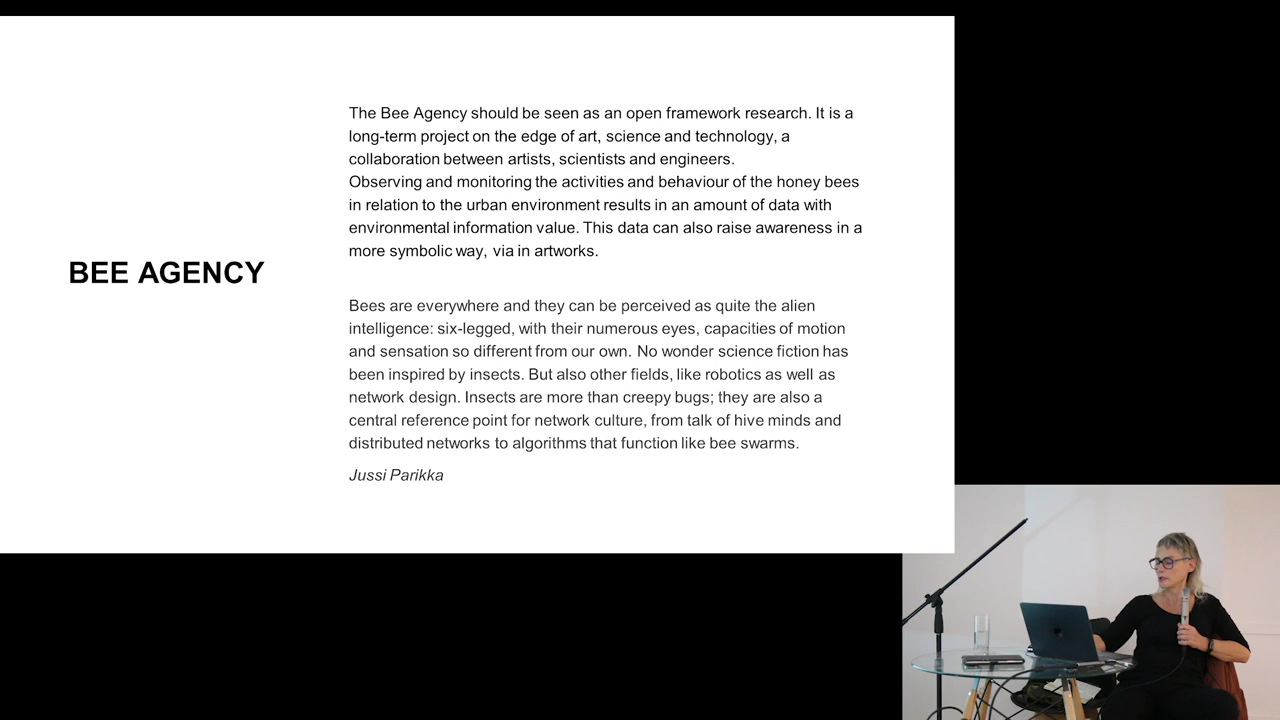 BEE AGENCY
The Bee Agency should be seen as an open framework research. It is a
long-term project on the edge of art, science and technology, a
collaboration between artists, scientists and engineers.
Observing and monitoring the activities and behaviour of the honey bees
in relation to the urban environment results in an amount of data with
environmental information value. This data can also raise awareness in a
more symbolic way, via in artworks.
Bees are everywhere and they can be perceived as quite the alien
intelligence: six-legged, with their numerous eyes, capacities of motion
and sensation so different from our own. No wonder science fiction has
been inspired by insects. But also other fields, like robotics as well as
network design. Insects are more than creepy bugs; they are also a
central reference point for network culture, from talk of hive minds and
distributed networks to algorithms that function like bee swarms.
Jussi Parikka